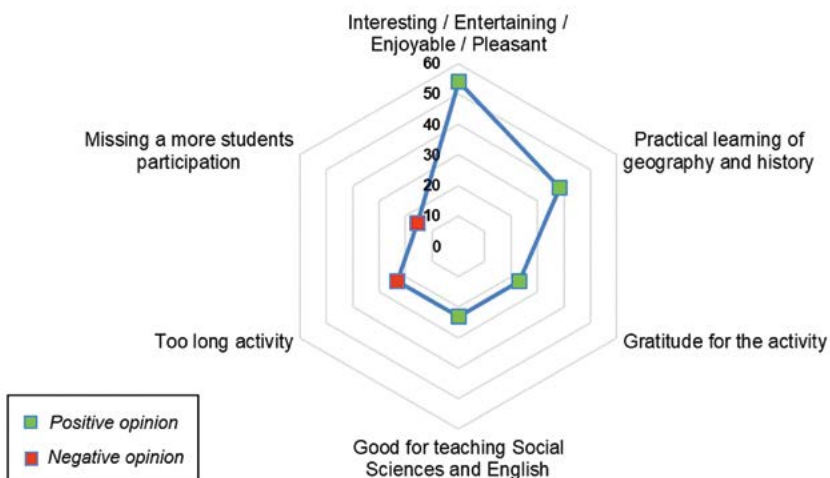 Interesting / Entertaining /
Enjoyable / Pleasant
60
50
40
30
20
10
0
Missing a more students
participation
Practical learning of
geography and history
Too long activity
Gratitude for the activity
Good for teaching Social
Sciences and English
Positive opinion
Negative opinion